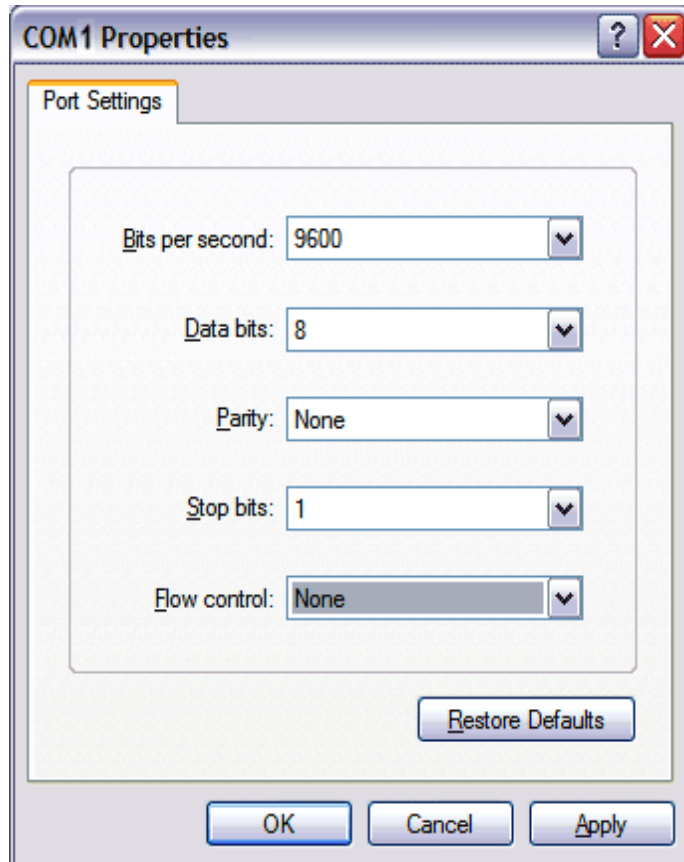 COM1 Properties
?
Port Settings
Bits per second: 9600
Data bits: 8
Parity: None
Stop bits: 1
Flow control: None
Restore Defaults
OK Cancel Apply